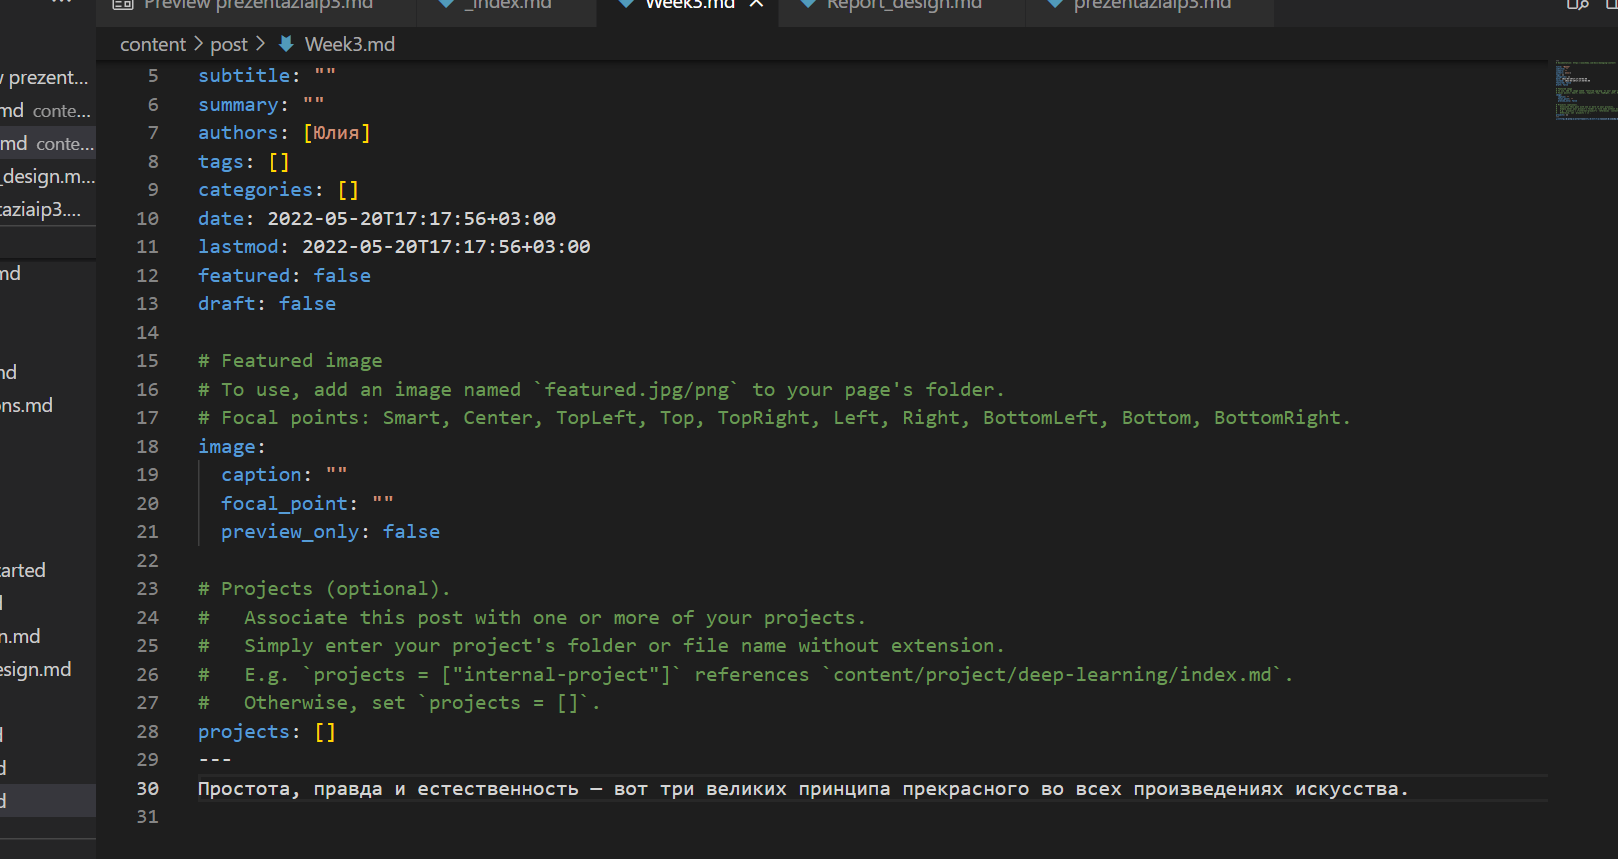 Preview prezentaziaip3.md
_index.md
Week3.md
Report_design.md
prezentaziaip3.md
content > post > Week3.md
prezent...
md conte...
md conte...
_design.m...
taziaip3....
md
ons.md
arted
n.md
esign.md
5 subtitle: ""
6 summary: ""
7 authors: [Юлия]
8 tags: []
9 categories: []
10 date: 2022-05-20T17:17:56+03:00
11 lastmod: 2022-05-20T17:17:56+03:00
12 featured: false
13 draft: false
14
15 # Featured image
16 # To use, add an image named `featured.jpg/png` to your page's folder.
17 # Focal points: Smart, Center, TopLeft, Top, TopRight, Left, Right, BottomLeft, Bottom, BottomRight.
18 image:
19 caption: ""
20 focal_point: ""
21 preview_only: false
22
23 # Projects (optional).
24 #   Associate this post with one or more of your projects.
25 #   Simply enter your project's folder or file name without extension.
26 #   E.g. `projects = ["internal-project"]` references `content/project/deep-learning/index.md`.
27 #   Otherwise, set `projects = []`.
28 projects: []
29 ---
30 Простота, правда и естественность — вот три великих принципа прекрасного во всех произведениях искусства.
31